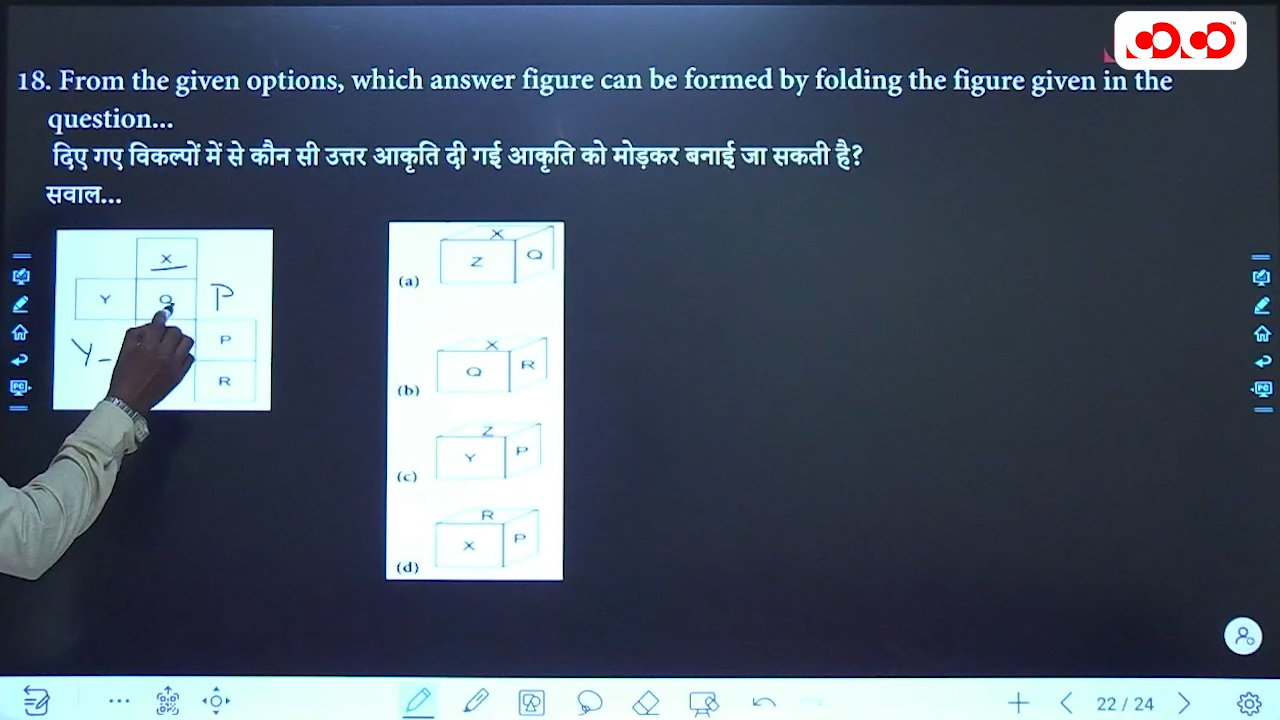 18. From the given options, which answer figure can be formed by folding the figure given in the
question...
दिए गए विकल्पों में से कौन सी उत्तर आकृति दी गई आकृति को मोड़कर बनाई जा सकती है?
सवाल...
X
Y Q P
Y- P
R
X
Z Q
(a)
X
Q R
(b)
Z
Y P
(c)
R
X P
(d)
22 / 24